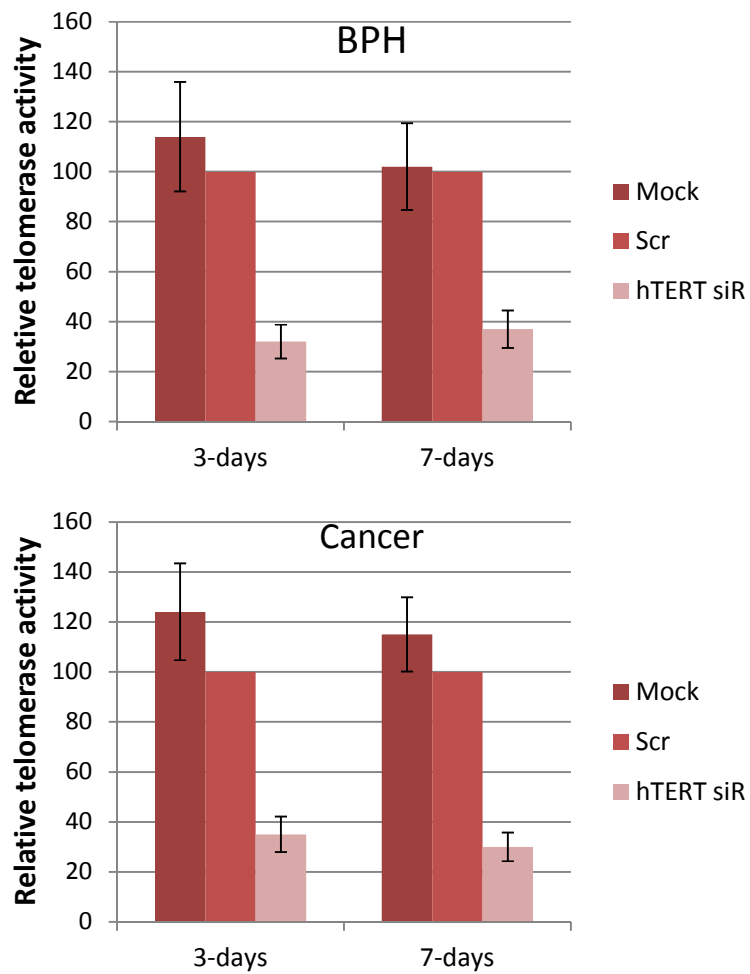 BPH
Reletive telomerase activity
160
140
120
100
80
60
40
20
0
3-days
7-days
Mock
Scr
hTERT siR
Cancer
Relative telomerase activity
160
140
120
100
80
60
40
20
0
3-days
7-days
Mock
Scr
hTERT siR